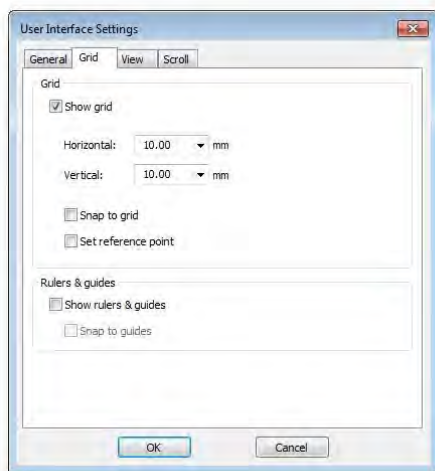 User Interface Settings
General Grid View Scroll
Grid
Show grid
Horizontal: 10.00 mm
Vertical: 10.00 mm
Snap to grid
Set reference point
Rulers & guides
Show rulers & guides
Snap to guides
OK Cancel